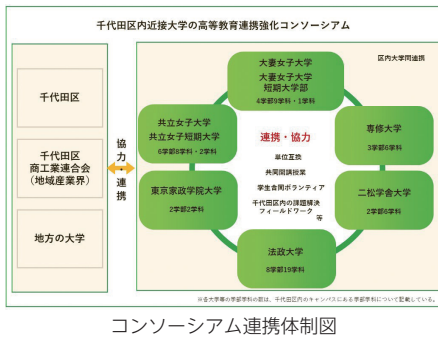 千代田区内近接大学の高等教育連携強化コンソーシアム
千代田区
千代田区
商工業連合会
(地域産業界)
地方の大学
協力・連携
区内大学間連携
大妻女子大学
大妻女子大学
短期大学部
4学部9学科・1学科
共立女子大学
共立女子短期大学
6学部8学科・2学科
専修大学
3学部6学科
連携・協力
単位互換
共同開講授業
学生合同ボランティア
千代田区内の課題解決
フィールドワーク
等
東京家政学院大学
2学部2学科
二松学舎大学
2学部6学科
法政大学
8学部19学科
※各大学等の学部学科の数は、千代田区内のキャンパスにある学部学科について記載している。
コンソーシアム連携体制図